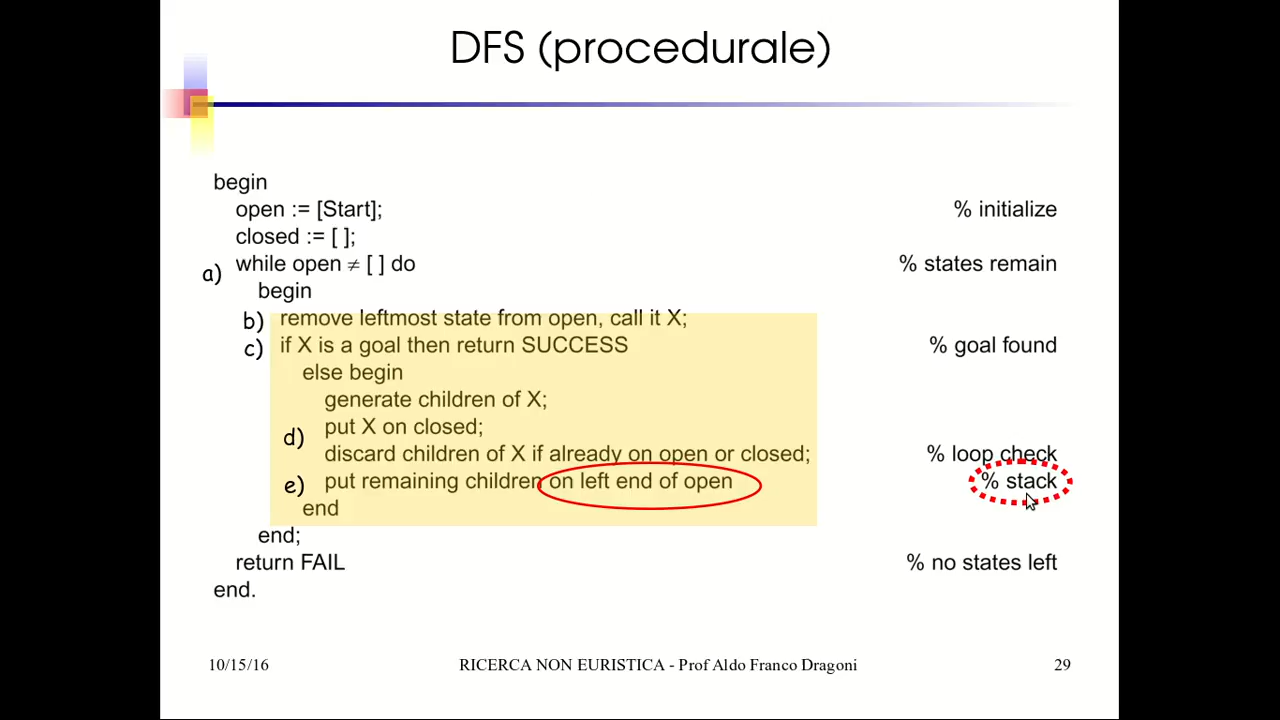 DFS (procedurale)
begin
open := [Start]; % initialize
closed := [ ];
a) while open ≠ [ ] do % states remain
begin
b) remove leftmost state from open, call it X;
c) if X is a goal then return SUCCESS % goal found
else begin
generate children of X;
put X on closed;
d) discard children of X if already on open or closed; % loop check
e) put remaining children on left end of open % stack
end
end;
return FAIL % no states left
end.
10/15/16 RICERCA NON EURISTICA - Prof Aldo Franco Dragoni 29